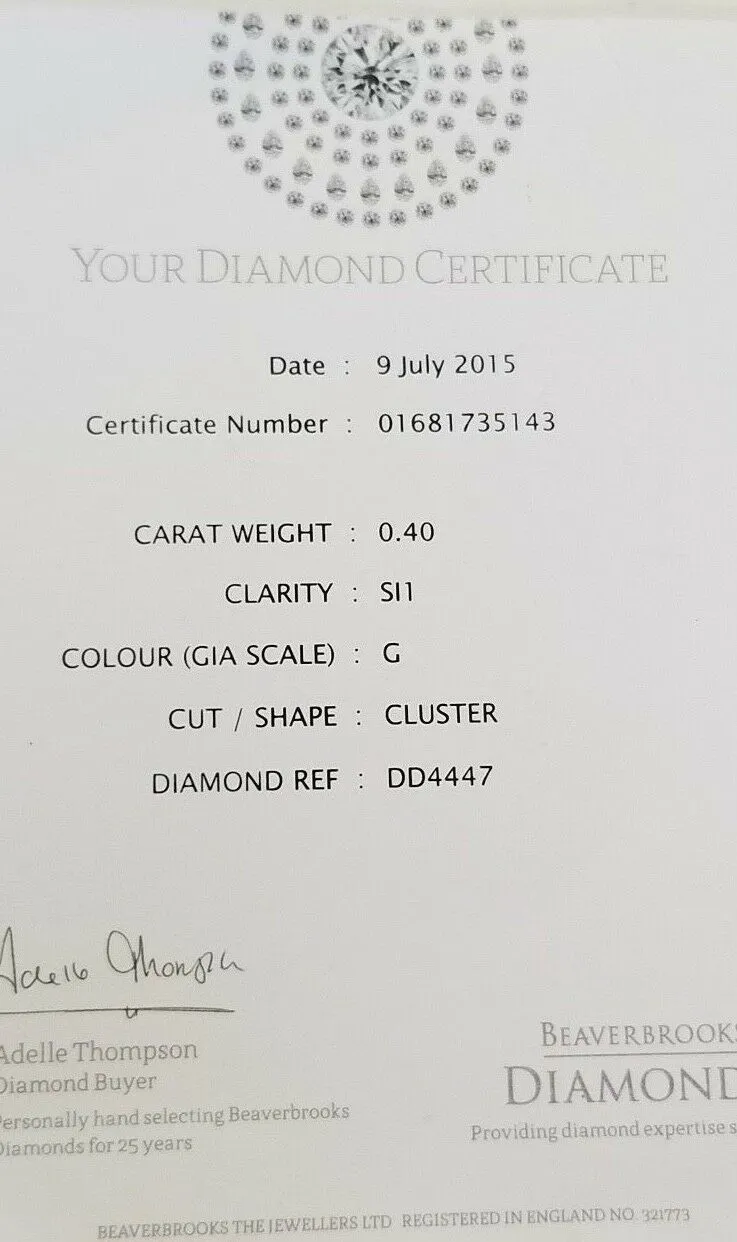 YOUR DIAMOND CERTIFICATE
Date : 9 July 2015
Certificate Number : 01681735143
CARAT WEIGHT : 0.40
CLARITY : SI1
COLOUR (GIA SCALE) : G
CUT / SHAPE : CLUSTER
DIAMOND REF : DD4447
Adelle Thompson
Adelle Thompson
Diamond Buyer
Personally hand selecting Beaverbrooks
Diamonds for 25 years
BEAVERBROOKS
DIAMOND
Providing diamond expertise s
BEAVERBROOKS THE JEWELLERS LTD REGISTERED IN ENGLAND NO. 321773